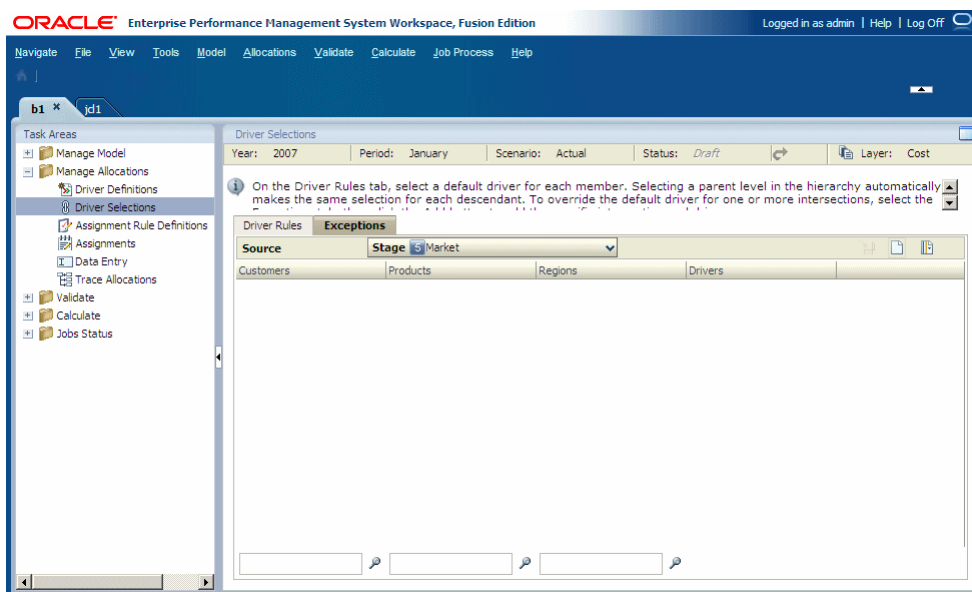 ORACLE Enterprise Performance Management System Workspace, Fusion Edition
Logged in as admin | Help | Log Off
Navigate File View Tools Model Allocations Validate Calculate Job Process Help
b1 × jd1
Task Areas
Manage Model
Manage Allocations
Driver Definitions
Driver Selections
Assignment Rule Definitions
Assignments
Data Entry
Trace Allocations
Validate
Calculate
Jobs Status
Driver Selections
Year: 2007 Period: January Scenario: Actual Status: Draft Layer: Cost
On the Driver Rules tab, select a default driver for each member. Selecting a parent level in the hierarchy automatically
makes the same selection for each descendant. To override the default driver for one or more intersections, select the
Driver Rules Exceptions
Source Stage 5 Market
Customers Products Regions Drivers